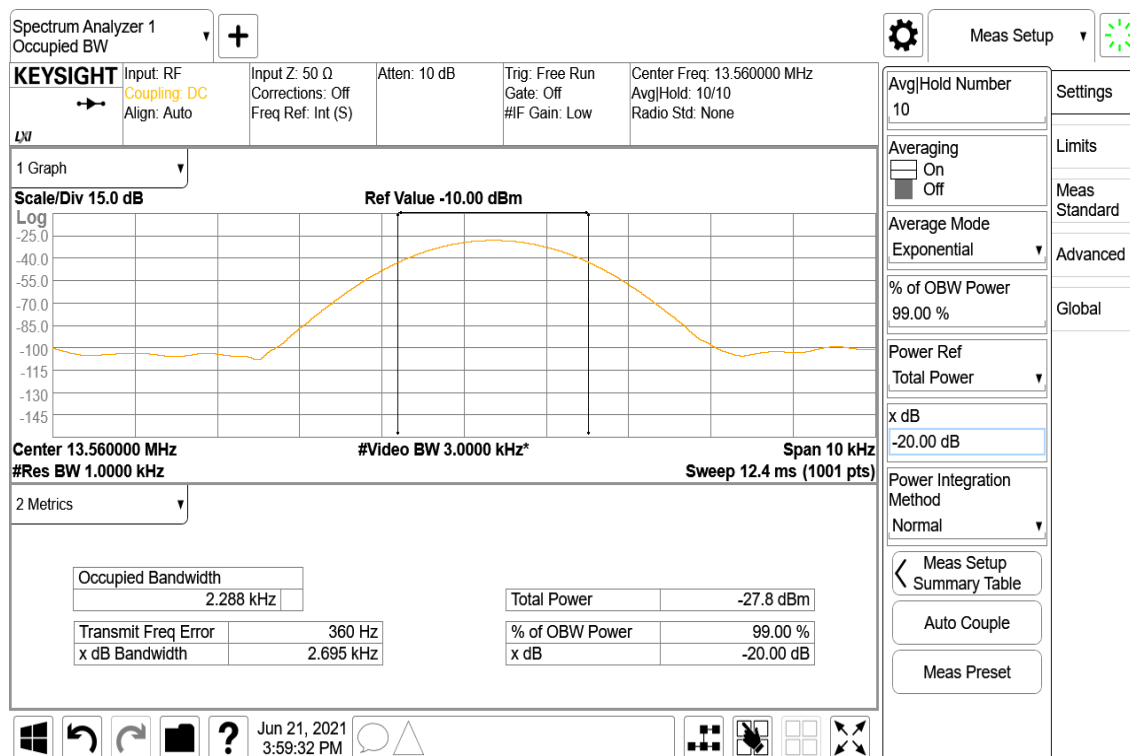 Spectrum Analyzer 1
Occupied BW
+
Meas Setup
KEYSIGHT
LXI
Input: RF
Coupling: DC
Align: Auto
Input Z: 50 Ω
Corrections: Off
Freq Ref: Int (S)
Atten: 10 dB
Trig: Free Run
Gate: Off
#IF Gain: Low
Center Freq: 13.560000 MHz
Avg|Hold: 10/10
Radio Std: None
1 Graph
Scale/Div 15.0 dB
Ref Value -10.00 dBm
Log
-25.0
-40.0
-55.0
-70.0
-85.0
-100
-115
-130
-145
Center 13.560000 MHz
#Video BW 3.0000 kHz*
Span 10 kHz
#Res BW 1.0000 kHz
Sweep 12.4 ms (1001 pts)
2 Metrics
Occupied Bandwidth
2.288 kHz
Transmit Freq Error 360 Hz
x dB Bandwidth 2.695 kHz
Total Power -27.8 dBm
% of OBW Power 99.00 %
x dB -20.00 dB
?
Jun 21, 2021
3:59:32 PM
Avg|Hold Number
10
Averaging
On
Off
Average Mode
Exponential
% of OBW Power
99.00 %
Power Ref
Total Power
x dB
-20.00 dB
Power Integration
Method
Normal
Meas Setup
Summary Table
Auto Couple
Meas Preset
Settings
Limits
Meas
Standard
Advanced
Global